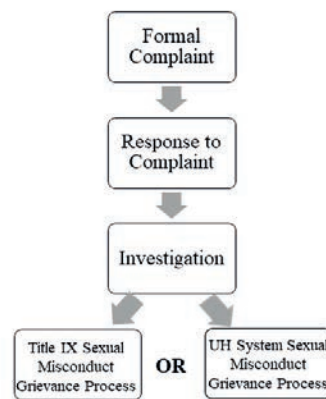 Formal
Complaint
Response to
Complaint
Investigation
Title IX Sexual
Misconduct
Grievance Process
OR
UH System Sexual
Misconduct
Grievance Process